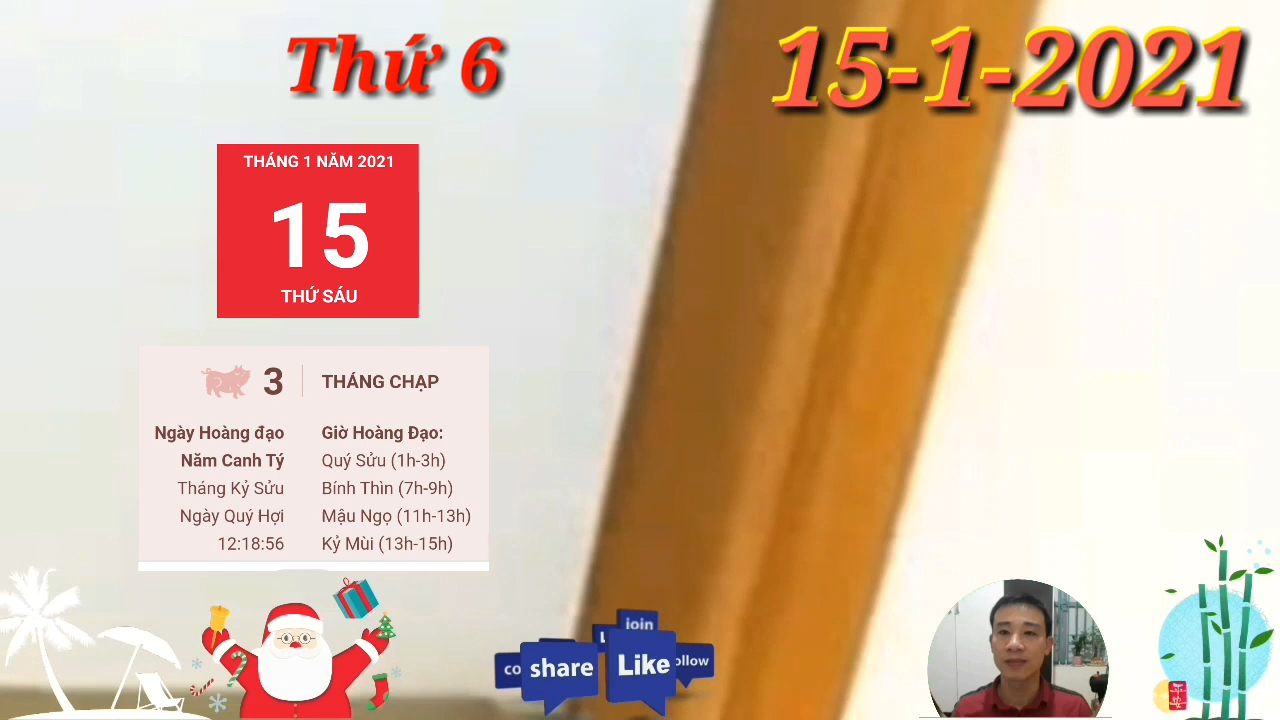 Thứ 6
15-1-2021
THÁNG 1 NĂM 2021
15
THỨ SÁU
3
THÁNG CHẠP
Ngày Hoàng đạo
Năm Canh Tý
Tháng Kỷ Sửu
Ngày Quý Hợi
12:18:56
Giờ Hoàng Đạo:
Quý Sửu (1h-3h)
Bính Thìn (7h-9h)
Mậu Ngọ (11h-13h)
Kỷ Mùi (13h-15h)
join
share
Like
ollow
co